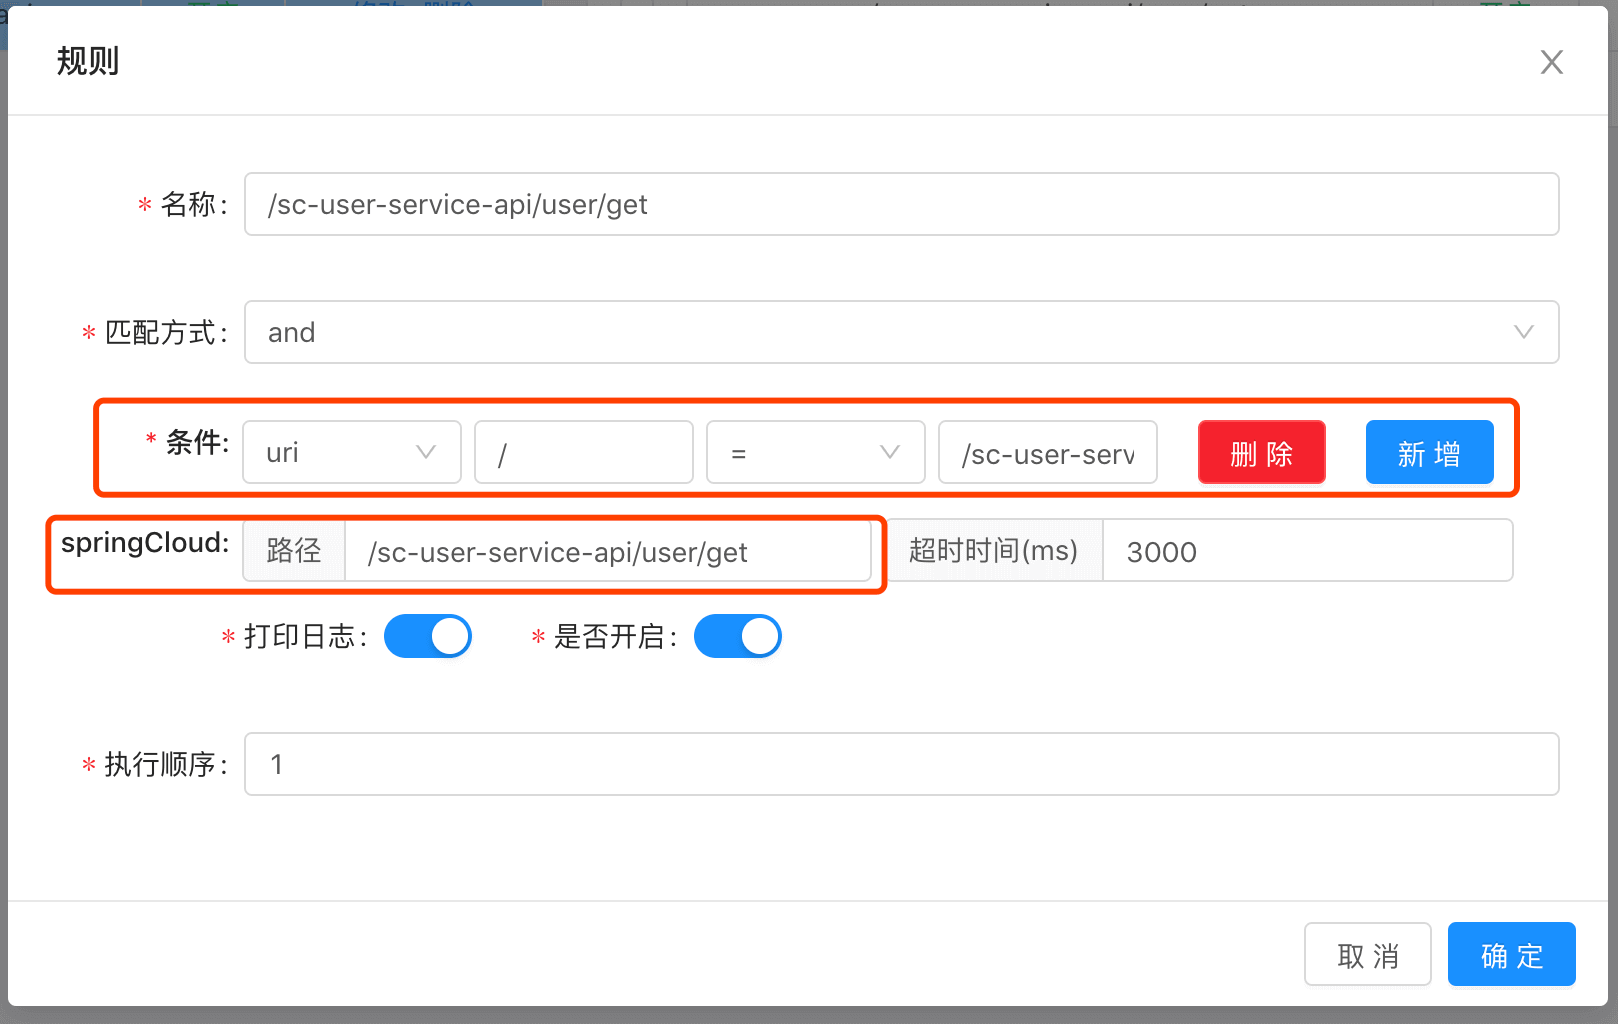 规则
* 名称: /sc-user-service-api/user/get
* 匹配方式: and
* 条件: uri / = /sc-user-serv 删 除 新 增
springCloud: 路径 /sc-user-service-api/user/get 超时时间(ms) 3000
* 打印日志: * 是否开启:
* 执行顺序: 1
取 消 确 定